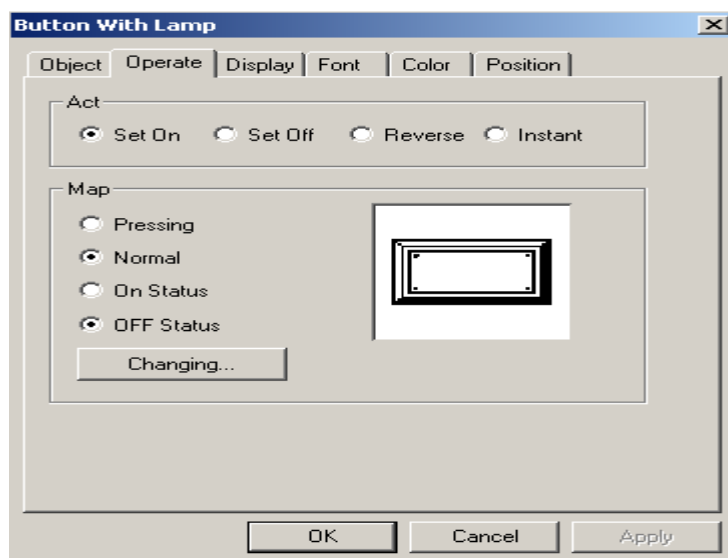 Button With Lamp
Object Operate Display Font Color Position
Act
Set On Set Off Reverse Instant
Map
Pressing
Normal
On Status
OFF Status
Changing...
OK Cancel Apply